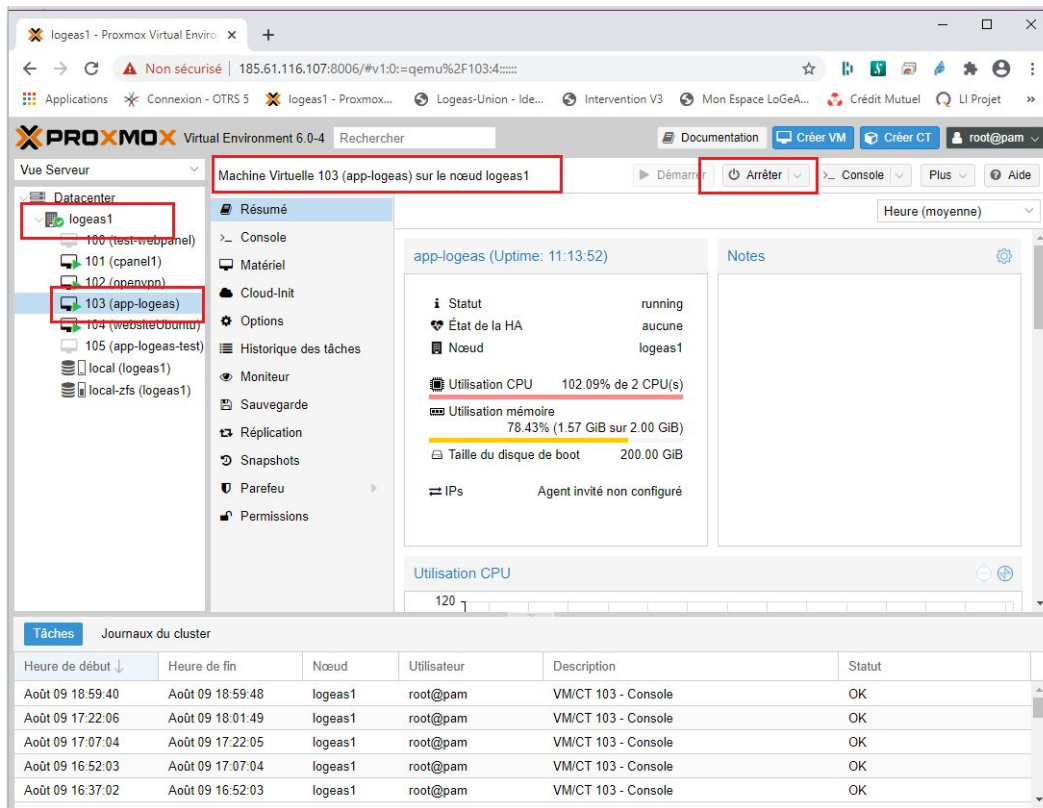 logeas1 - Proxmox Virtual Enviro
Non sécurisé | 185.61.116.107:8006/#v1:0:=qemu%2F103:4::::::
Applications Connexion - OTRS 5 logeas1 - Proxmox... Logeas-Union - Ide... Intervention V3 Mon Espace LoGeA... Crédit Mutuel LI Projet »
PROXMOX Virtual Environment 6.0-4 Rechercher Documentation Créer VM Créer CT root@pam
Vue Serveur
Machine Virtuelle 103 (app-logeas) sur le nœud logeas1 Démarrer Arrêter Console Plus Aide
Datacenter
logeas1
100 (test-webpanel)
101 (cpanel1)
102 (openvpn)
103 (app-logeas)
104 (websiteUbuntu)
105 (app-logeas-test)
local (logeas1)
local-zfs (logeas1)
Résumé
Console
Matériel
Cloud-Init
Options
Historique des tâches
Moniteur
Sauvegarde
Réplication
Snapshots
Parefeu
Permissions
Heure (moyenne)
app-logeas (Uptime: 11:13:52)
Statut running
État de la HA aucune
Nœud logeas1
Utilisation CPU 102.09% de 2 CPU(s)
Utilisation mémoire
78.43% (1.57 GiB sur 2.00 GiB)
Taille du disque de boot 200.00 GiB
IPs Agent invité non configuré
Notes
Utilisation CPU
120
Tâches Journaux du cluster
Heure de début Heure de fin Nœud Utilisateur Description Statut
Août 09 18:59:40 Août 09 18:59:48 logeas1 root@pam VM/CT 103 - Console OK
Août 09 17:22:06 Août 09 18:01:49 logeas1 root@pam VM/CT 103 - Console OK
Août 09 17:07:04 Août 09 17:22:05 logeas1 root@pam VM/CT 103 - Console OK
Août 09 16:52:03 Août 09 17:07:04 logeas1 root@pam VM/CT 103 - Console OK
Août 09 16:37:02 Août 09 16:52:03 logeas1 root@pam VM/CT 103 - Console OK